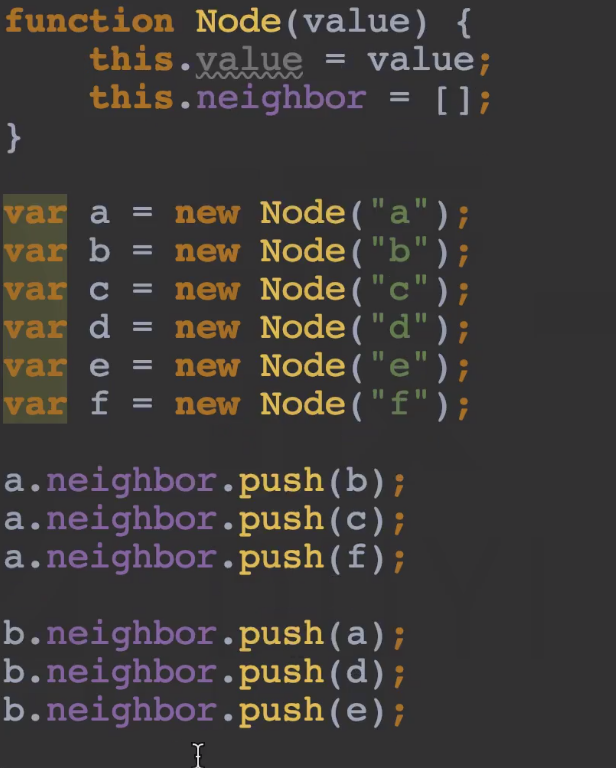 function Node(value) {
    this.value = value;
    this.neighbor = [];
}
var a = new Node("a");
var b = new Node("b");
var c = new Node("c");
var d = new Node("d");
var e = new Node("e");
var f = new Node("f");
a.neighbor.push(b);
a.neighbor.push(c);
a.neighbor.push(f);
b.neighbor.push(a);
b.neighbor.push(d);
b.neighbor.push(e);